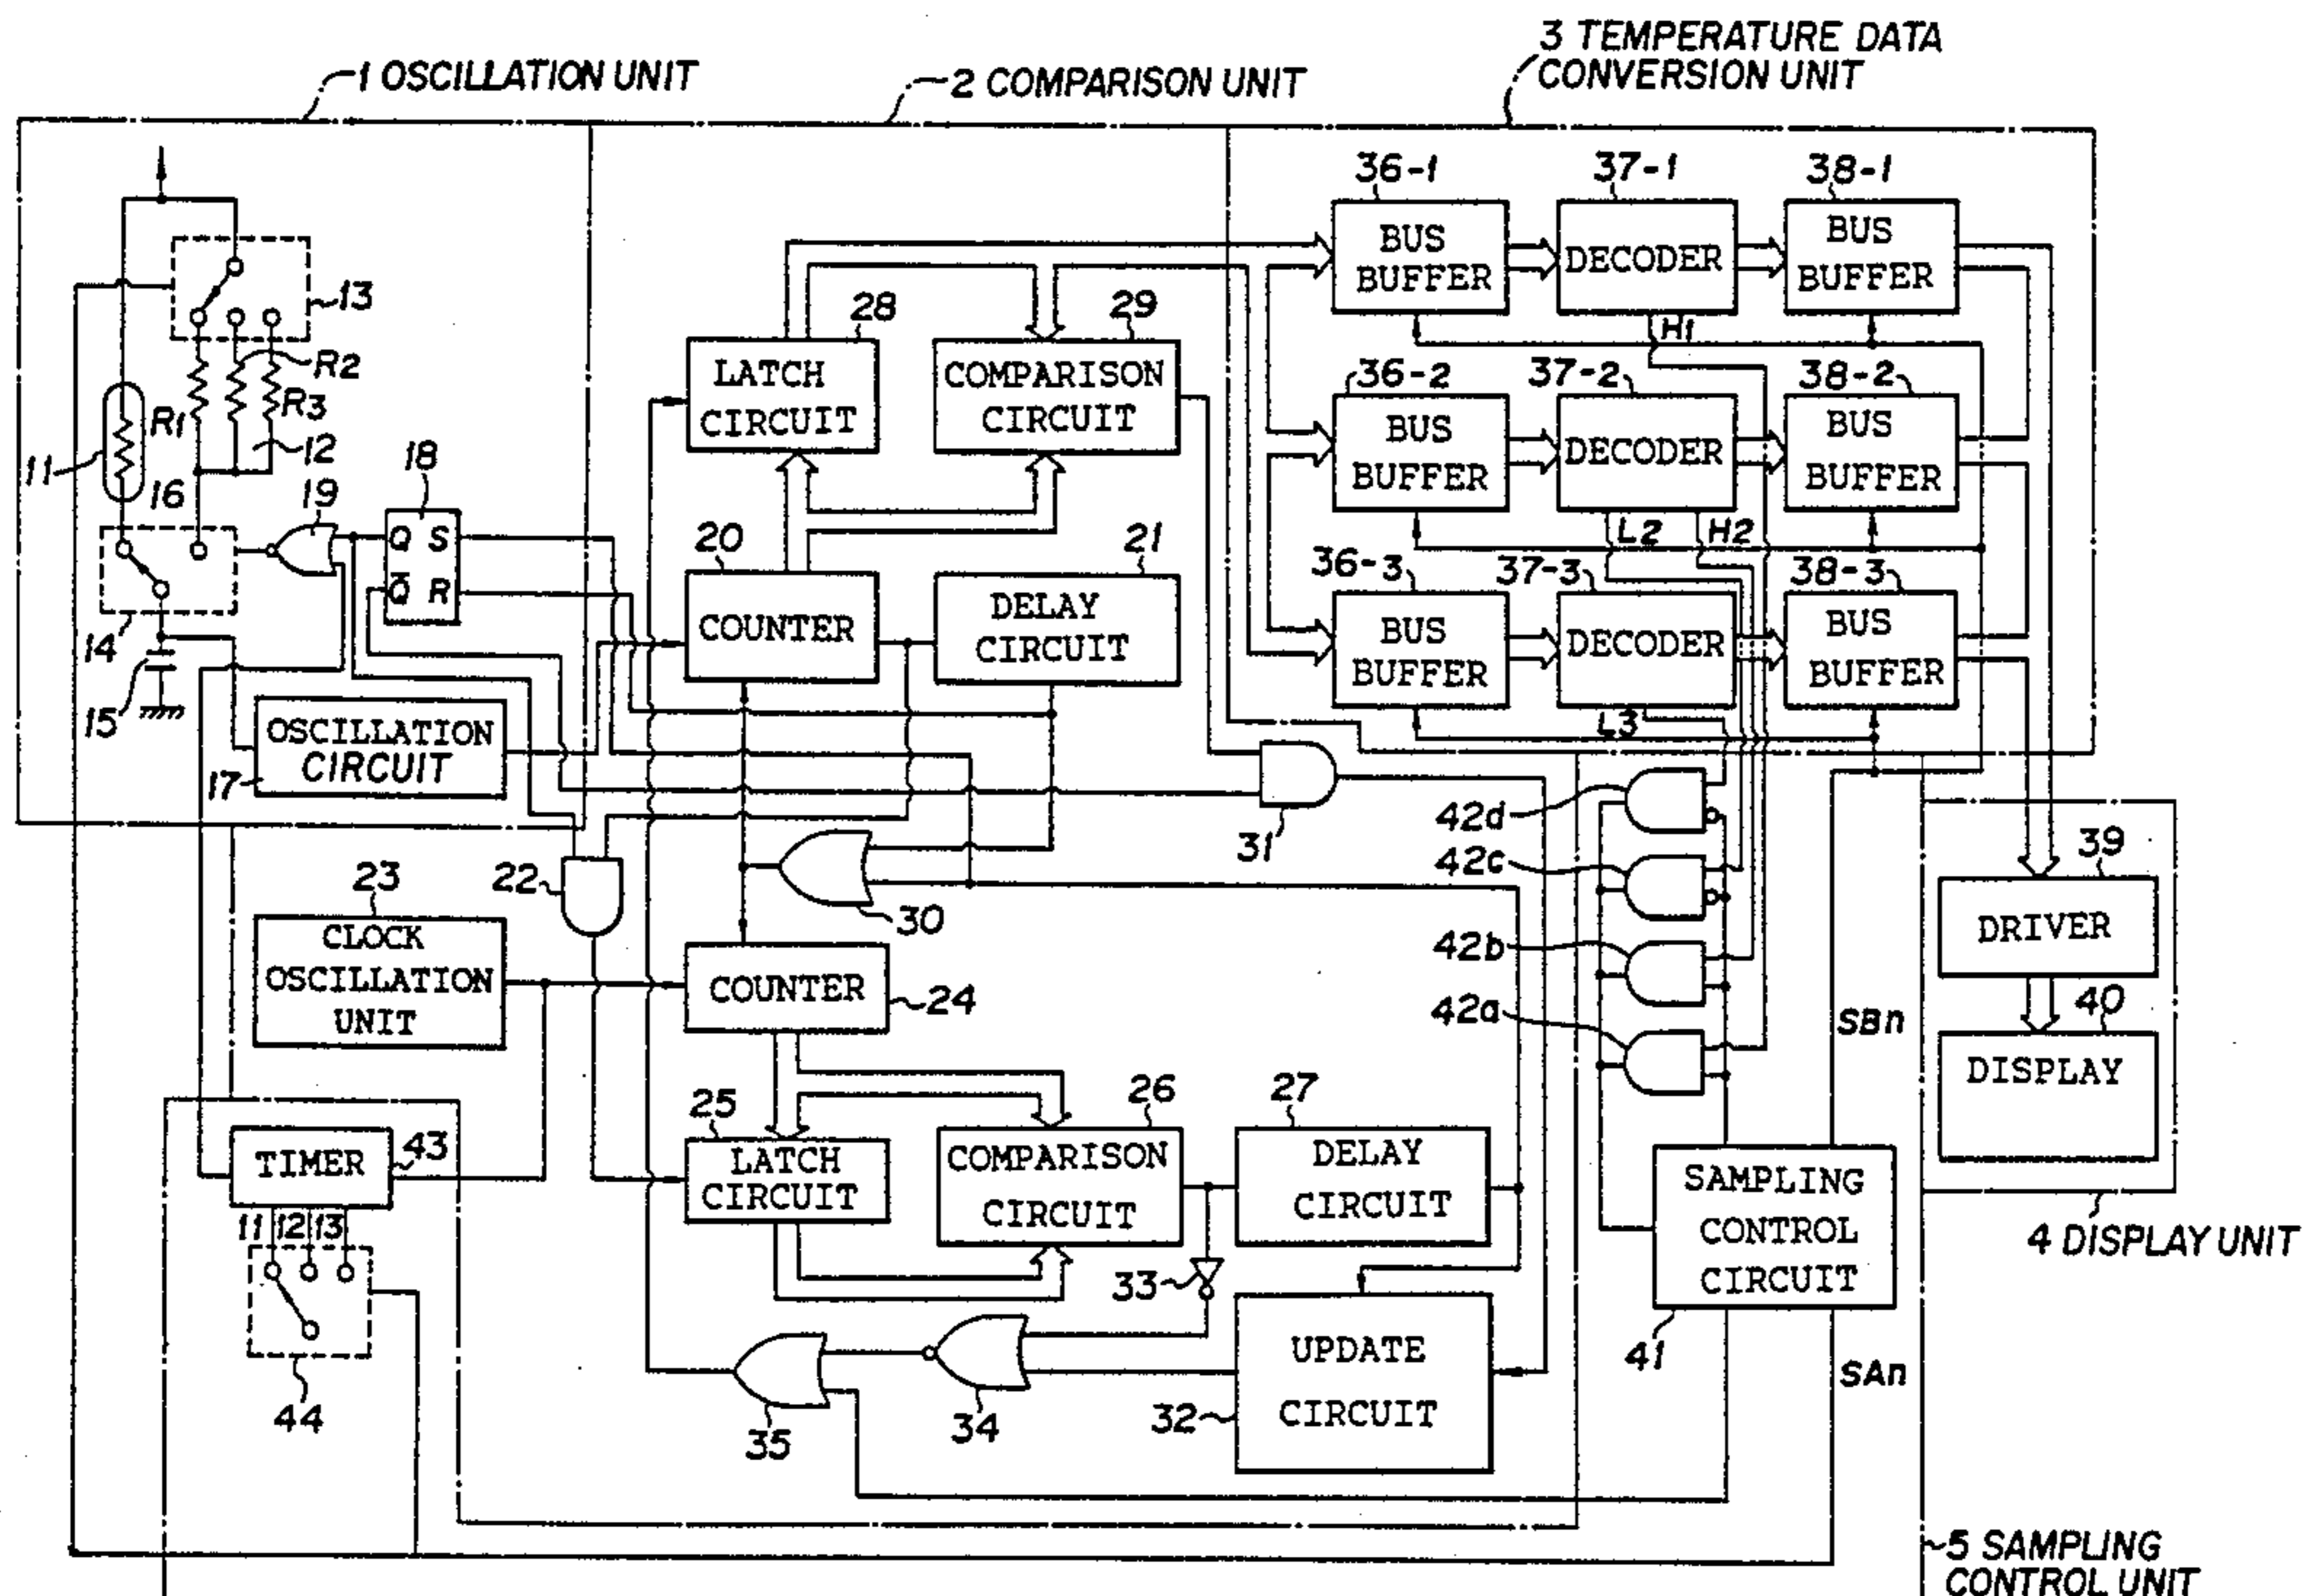 1 OSCILLATION UNIT
2 COMPARISON UNIT
3 TEMPERATURE DATA
CONVERSION UNIT
36-1
37-1
38-1
BUS
BUFFER
DECODER
BUS
BUFFER
13
28
29
H1
R2
R3
R1
12
11
16
19
18
LATCH
CIRCUIT
COMPARISON
CIRCUIT
36-2
37-2
38-2
BUS
BUFFER
DECODER
BUS
BUFFER
Q S
Q̅ R
20
21
L2
H2
36-3
37-3
38-3
14
15
COUNTER
DELAY
CIRCUIT
BUS
BUFFER
DECODER
BUS
BUFFER
L3
OSCILLATION
CIRCUIT
17
31
42d
42c
42b
42a
22
30
23
CLOCK
OSCILLATION
UNIT
COUNTER
24
39
DRIVER
40
DISPLAY
SBn
25
26
27
TIMER
43
LATCH
CIRCUIT
COMPARISON
CIRCUIT
DELAY
CIRCUIT
SAMPLING
CONTROL
CIRCUIT
4 DISPLAY UNIT
11
12
13
44
33
41
SAn
35
34
32
UPDATE
CIRCUIT
5 SAMPLING
CONTROL UNIT